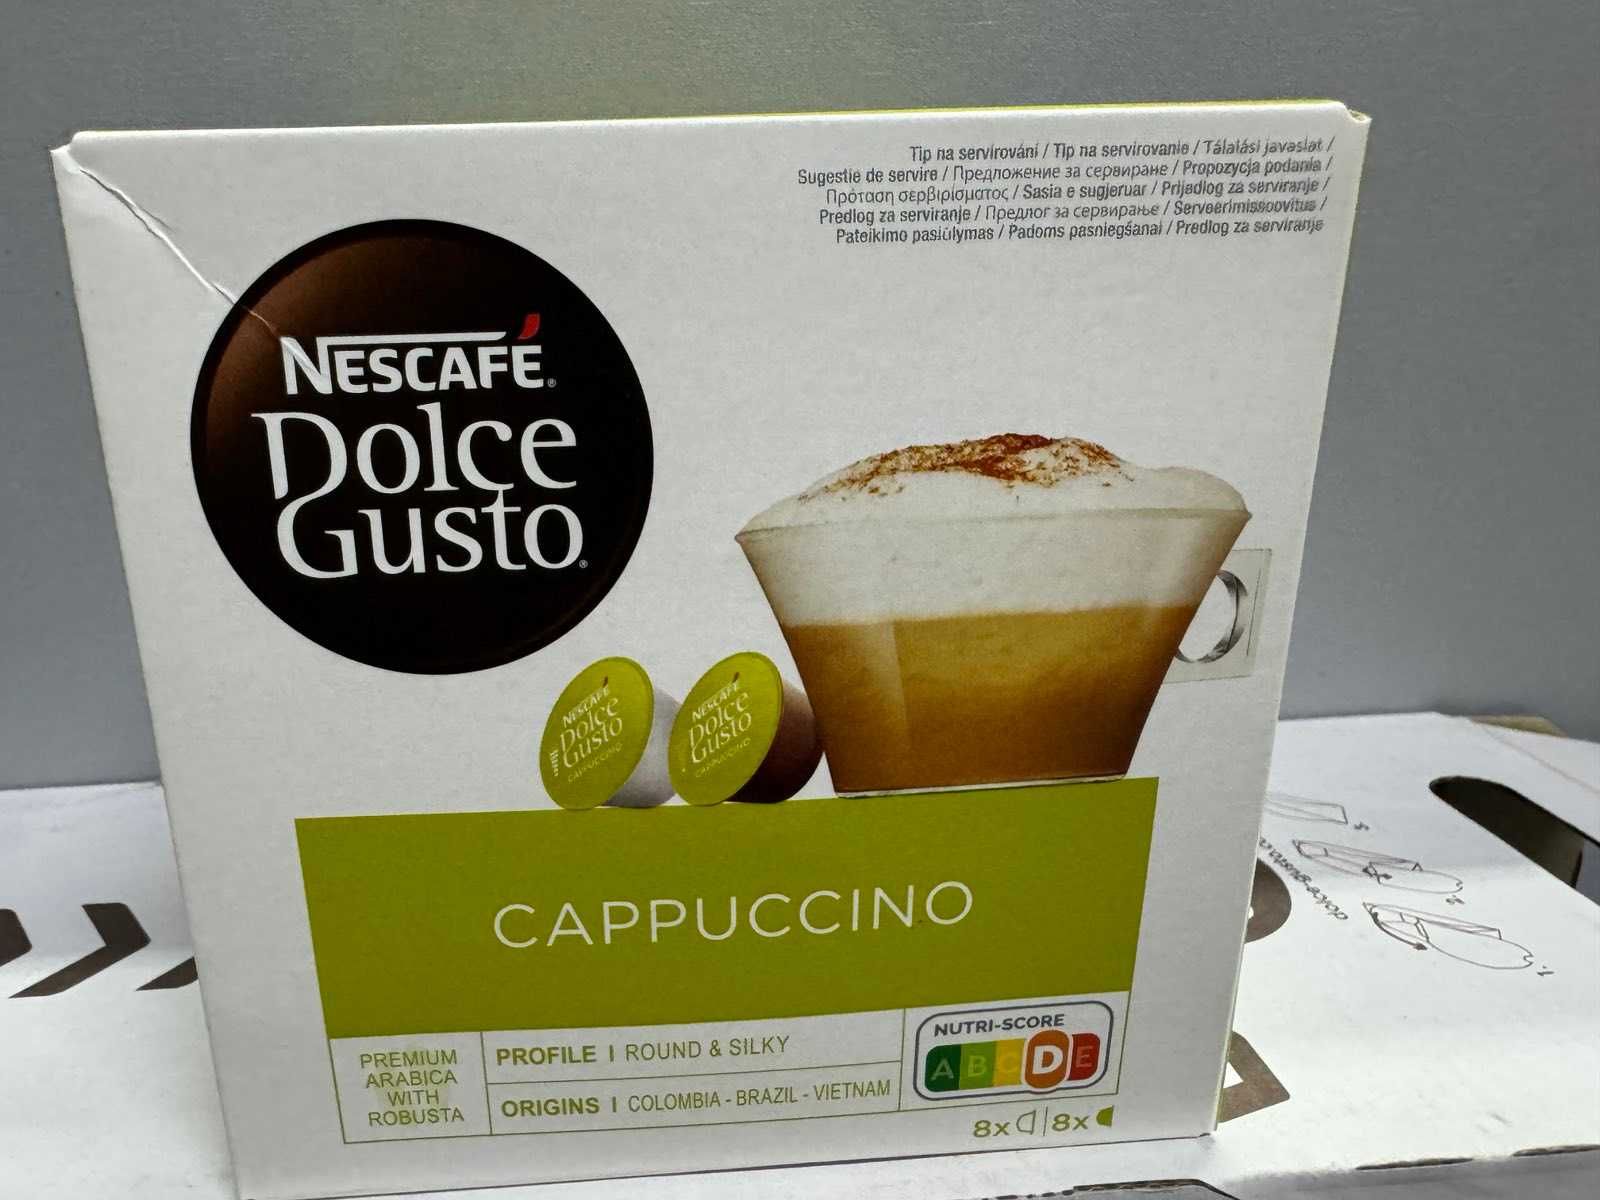 Tip na servírování / Tip na servirovanie / Tálalási javaslat /
Sugestie de servire / Предложение за сервиране / Propozycja podania /
Πρόταση σερβιρίσματος / Sasia e sugjeruar / Prijedlog za serviranje /
Predlog za serviranje / Предлог за сервирање / Serveerimissoovitus /
Pateikimo pasiūlymas / Padoms pasniegšanai / Predlog za serviranje
NESCAFÉ®
DOLCE
GUSTO®
NESCAFÉ
DOLCE
GUSTO
CAPPUCCINO
NESCAFÉ
DOLCE
GUSTO
CAPPUCCINO
CAPPUCCINO
PREMIUM
ARABICA
WITH
ROBUSTA
PROFILE | ROUND & SILKY
ORIGINS | COLOMBIA - BRAZIL - VIETNAM
NUTRI-SCORE
A B C D E
8x | 8x